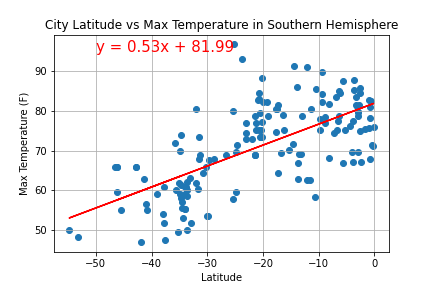 City Latitude vs Max Temperature in Southern Hemisphere
y = 0.53x + 81.99
Max Temperature (F)
90
80
70
60
50
−50
−40
−30
−20
−10
0
Latitude